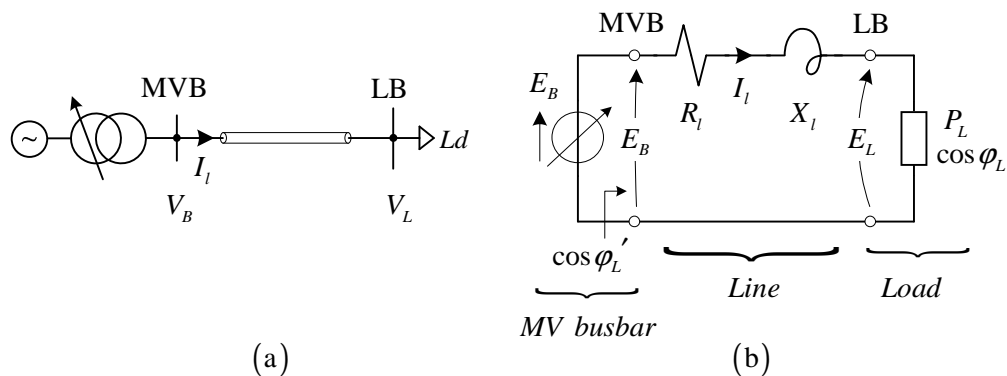 MVB
LB
~
I_l
Ld
V_B
V_L
(a)
MVB
LB
E_B
R_l
I_l
X_l
E_B
E_L
P_L
cos φ_L
cos φ_L′
Line
Load
MV busbar
(b)